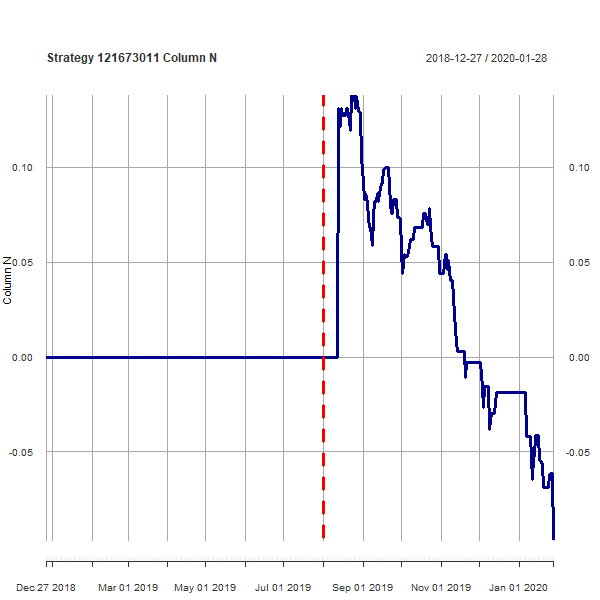 Strategy 121673011 Column N
2018-12-27 / 2020-01-28
0.10
0.10
0.05
0.05
Column N
0.00
0.00
-0.05
-0.05
Dec 27 2018
Mar 01 2019
May 01 2019
Jul 01 2019
Sep 01 2019
Nov 01 2019
Jan 01 2020